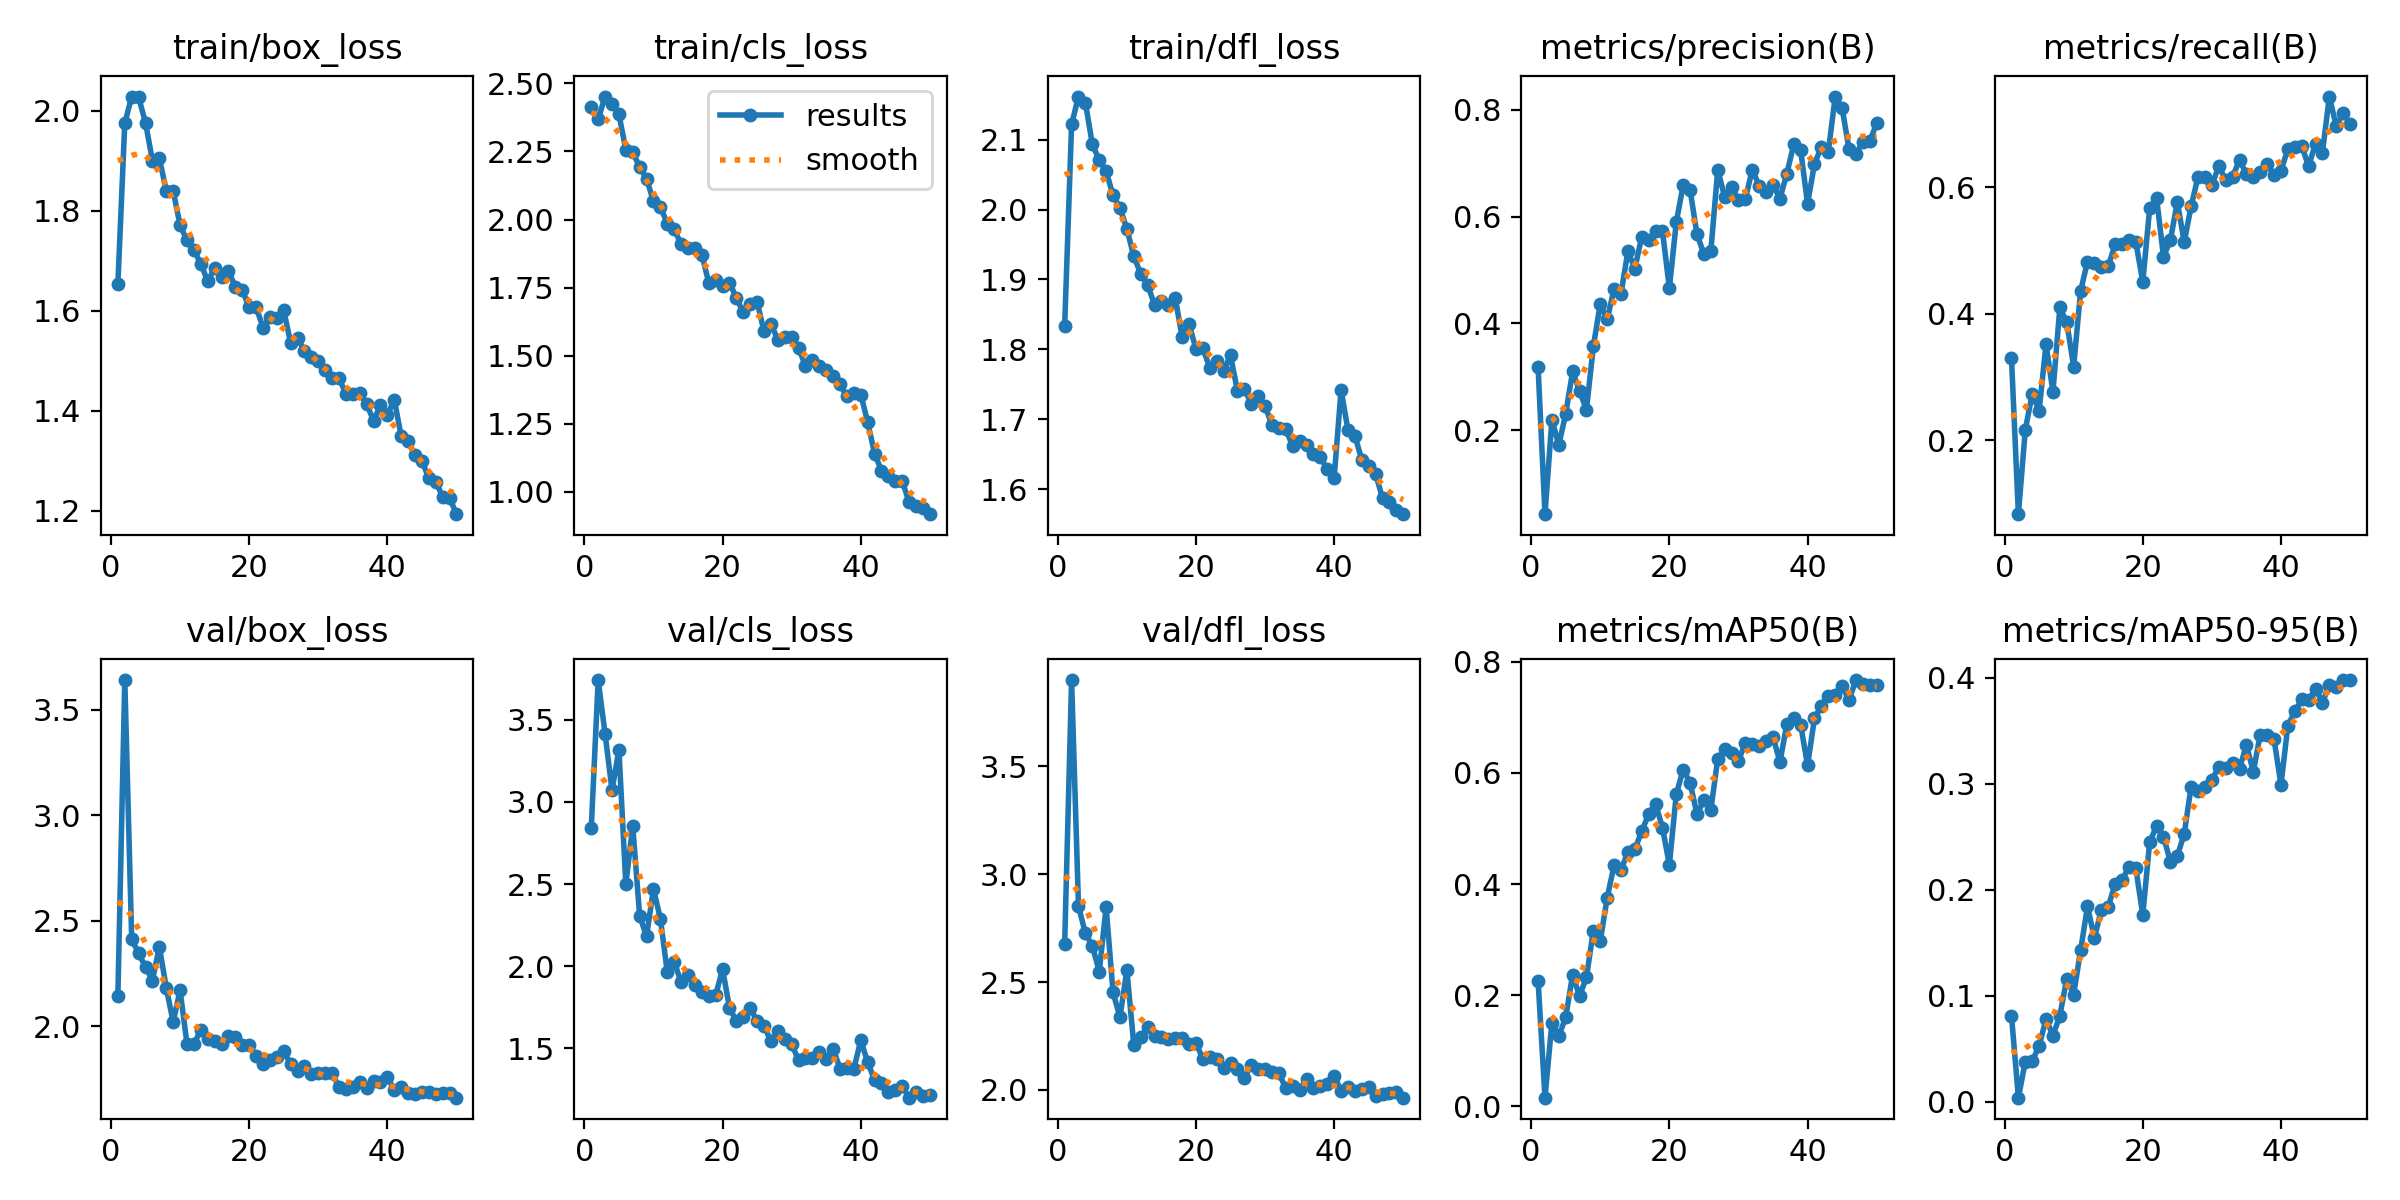 train/box_loss
2.0
1.8
1.6
1.4
1.2
0 20 40
train/cls_loss
2.50
2.25
2.00
1.75
1.50
1.25
1.00
results
smooth
0 20 40
train/dfl_loss
2.1
2.0
1.9
1.8
1.7
1.6
0 20 40
metrics/precision(B)
0.8
0.6
0.4
0.2
0 20 40
metrics/recall(B)
0.6
0.4
0.2
0 20 40
val/box_loss
3.5
3.0
2.5
2.0
0 20 40
val/cls_loss
3.5
3.0
2.5
2.0
1.5
0 20 40
val/dfl_loss
3.5
3.0
2.5
2.0
0 20 40
metrics/mAP50(B)
0.8
0.6
0.4
0.2
0.0
0 20 40
metrics/mAP50-95(B)
0.4
0.3
0.2
0.1
0.0
0 20 40